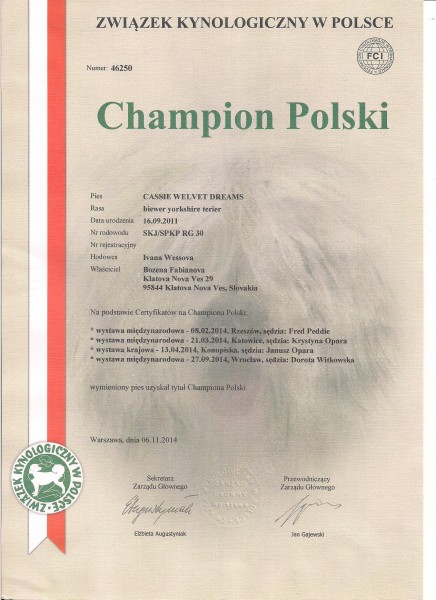 ZWIĄZEK KYNOLOGICZNY W POLSCE
FCI
Numer: 46250
Champion Polski
Pies CASSIE WELVET DREAMS
Rasa biewer yorkshire terier
Data urodzenia 16.09.2011
Nr rodowodu SKJ/SPKP RG 30
Nr rejestracyjny
Hodowca Ivana Wessova
Właściciel Bozena Fabianova
Klatova Nova Ves 29
95844 Klatova Nova Ves, Slovakia
Na podstawie Certyfikatów na Championa Polski:
* wystawa międzynarodowa - 08.02.2014, Rzeszów, sędzia: Fred Peddie
* wystawa międzynarodowa - 21.03.2014, Katowice, sędzia: Krystyna Opara
* wystawa krajowa - 13.04.2014, Konopiska, sędzia: Janusz Opara
* wystawa międzynarodowa - 27.09.2014, Wrocław, sędzia: Dorota Witkowska
wymieniony pies uzyskał tytuł Championa Polski
Warszawa, dnia 06.11.2014
ZWIĄZEK KYNOLOGICZNY W POLSCE
Sekretarz Przewodniczący
Zarządu Głównego Zarządu Głównego
Elżbieta Augustyniak Jan Gajewski